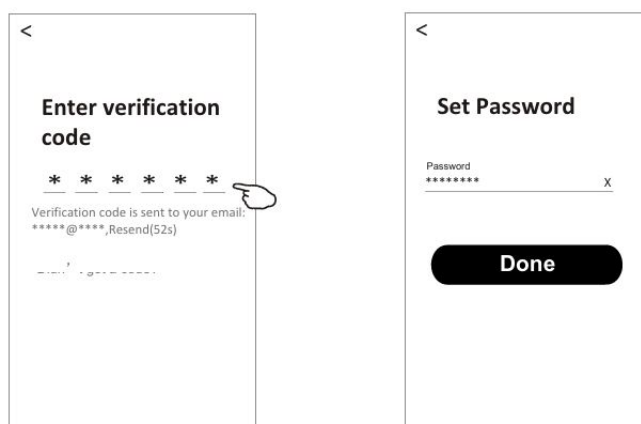 <
Enter verification
code
* * * * * *
Verification code is sent to your email:
*****@****,Resend(52s)
<
Set Password
Password
******** X
Done